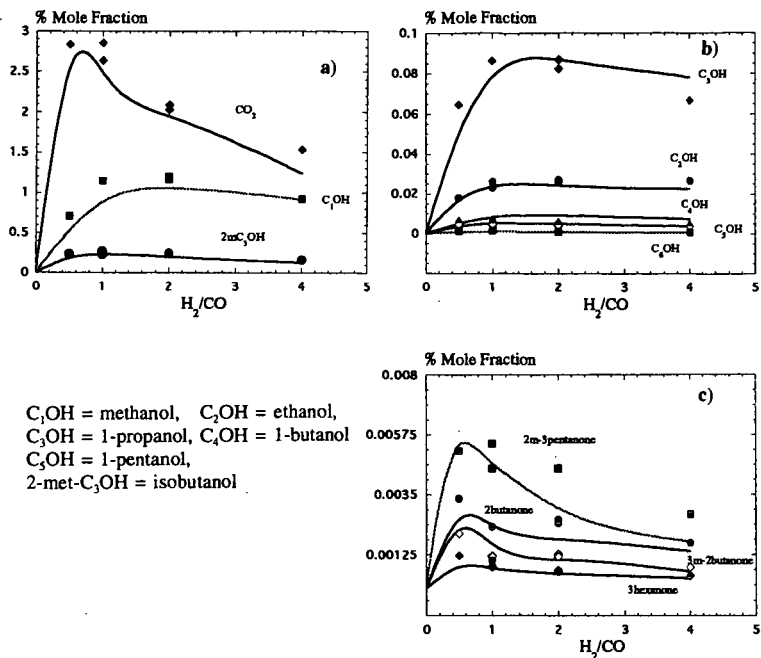 % Mole Fraction
3
2.5
2
1.5
1
0.5
0
a)
CO₂
C₁OH
2mC₃OH
0 1 2 3 4 5
H₂/CO
% Mole Fraction
0.1
0.08
0.06
0.04
0.02
0
b)
C₃OH
C₂OH
C₄OH
C₅OH
C₆OH
0 1 2 3 4 5
H₂/CO
C₁OH = methanol, C₂OH = ethanol,
C₃OH = 1-propanol, C₄OH = 1-butanol
C₅OH = 1-pentanol,
2-met-C₃OH = isobutanol
% Mole Fraction
0.008
0.00575
0.0035
0.00125
c)
2m-3pentanone
2butanone
3m-2butanone
3hexanone
0 1 2 3 4 5
H₂/CO